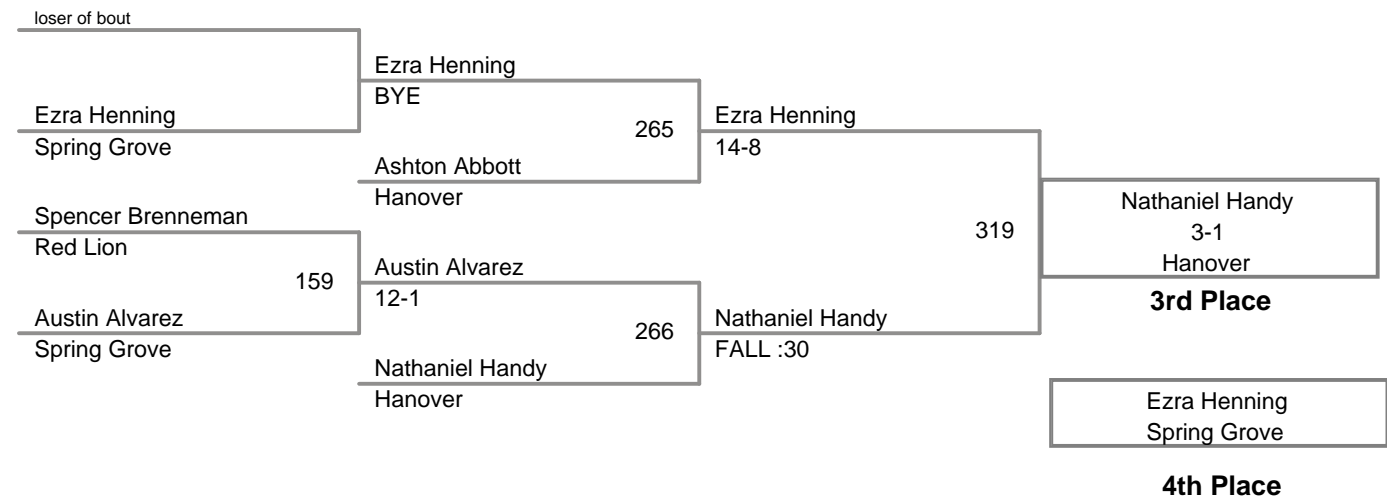 loser of bout
Ezra Henning
BYE
Ezra Henning
Spring Grove
265
Ezra Henning
14-8
Ashton Abbott
Hanover
Spencer Brenneman
Red Lion
159
Austin Alvarez
12-1
Austin Alvarez
Spring Grove
266
Nathaniel Handy
FALL :30
Nathaniel Handy
Hanover
319
Nathaniel Handy
3-1
Hanover
3rd Place
Ezra Henning
Spring Grove
4th Place